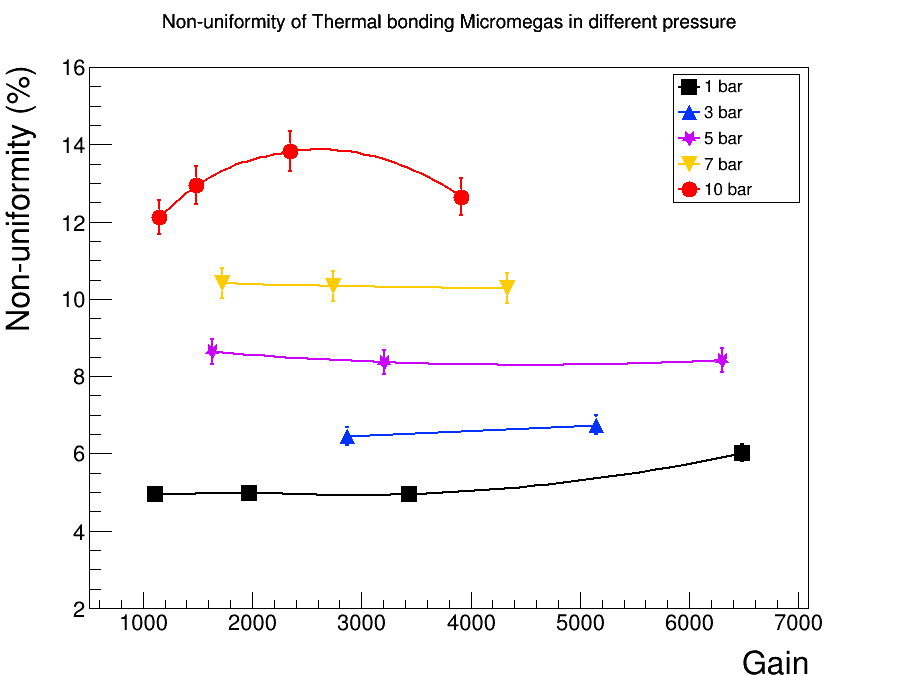 Non-uniformity of Thermal bonding Micromegas in different pressure
Non-uniformity (%)
16
14
12
10
8
6
4
2
1 bar
3 bar
5 bar
7 bar
10 bar
1000 2000 3000 4000 5000 6000 7000
Gain